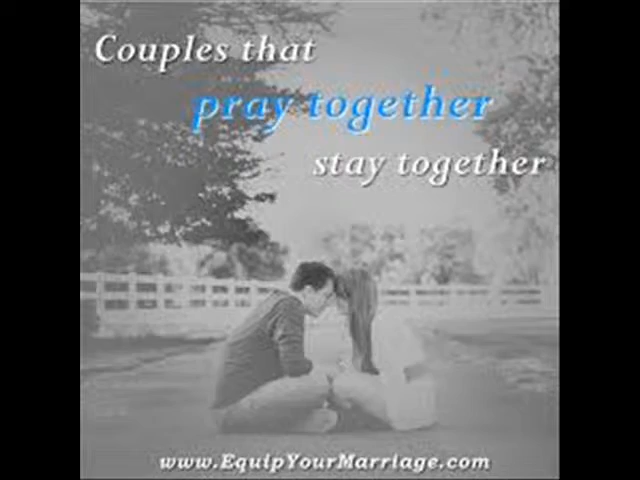 Couples that
pray together
stay together
www.EquipYourMarriage.com